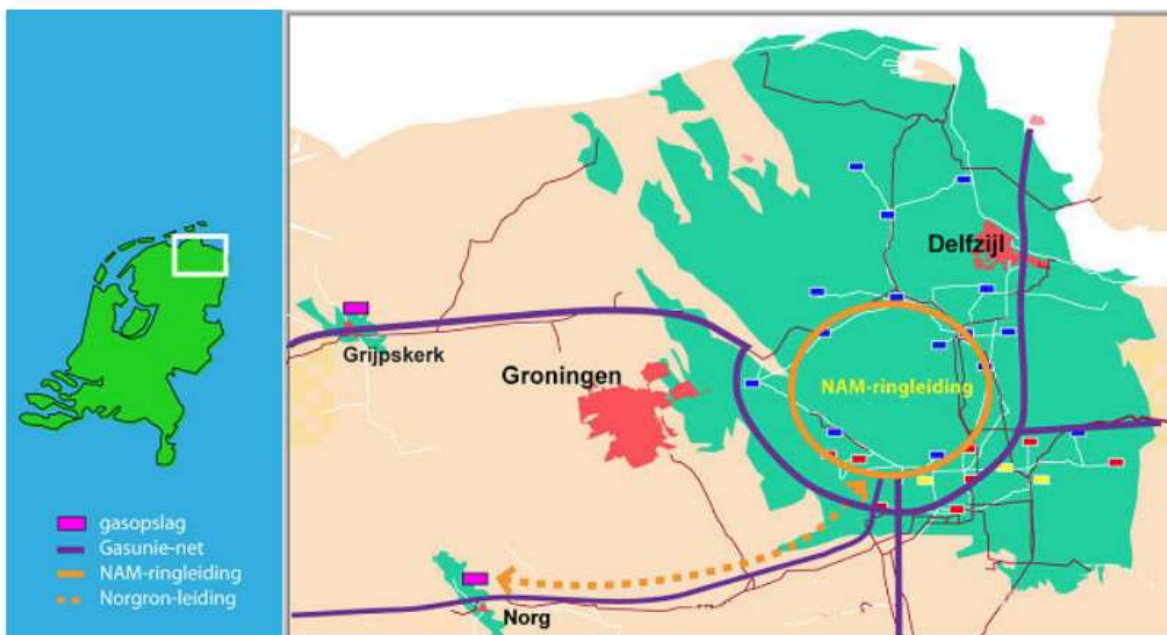 Delfzijl
Grijpskerk
Groningen
NAM-ringleiding
Norg
gasopslag
Gasunie-net
NAM-ringleiding
Norgron-leiding